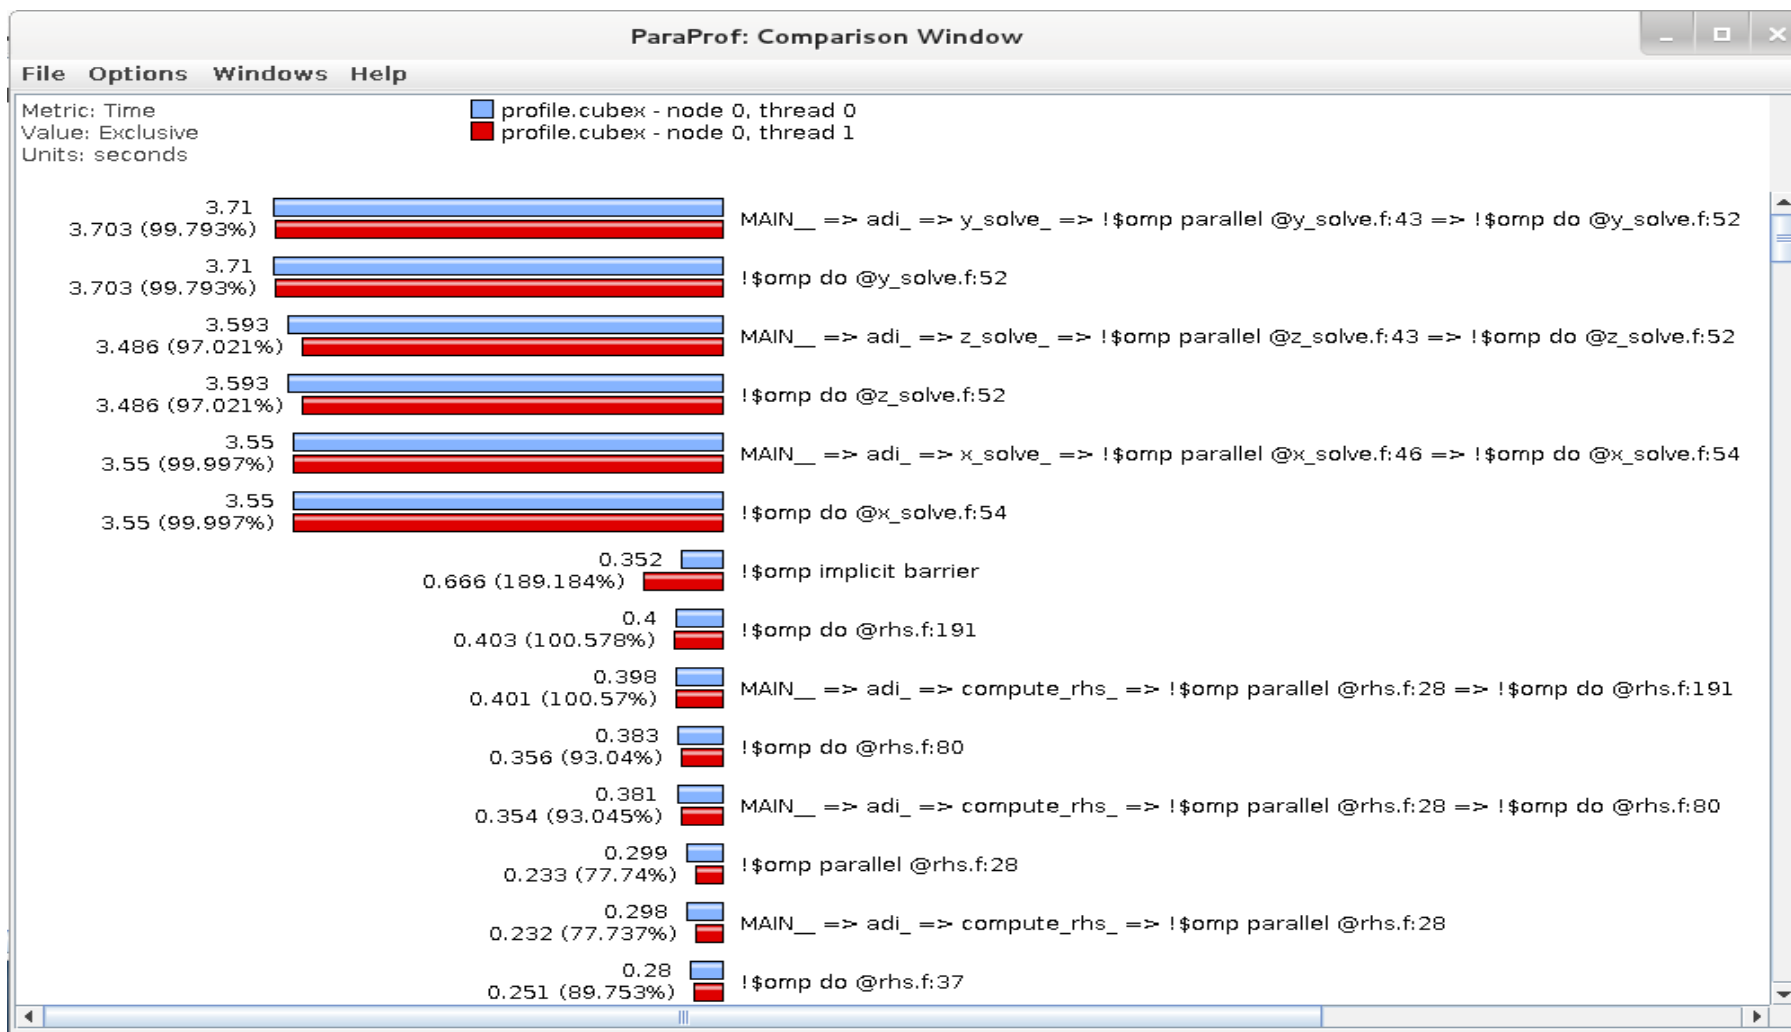 ParaProf: Comparison Window
File Options Windows Help
Metric: Time
Value: Exclusive
Units: seconds
profile.cubex - node 0, thread 0
profile.cubex - node 0, thread 1
3.71
3.703 (99.793%)
MAIN__ => adi_ => y_solve_ => !$omp parallel @y_solve.f:43 => !$omp do @y_solve.f:52
3.71
3.703 (99.793%)
!$omp do @y_solve.f:52
3.593
3.486 (97.021%)
MAIN__ => adi_ => z_solve_ => !$omp parallel @z_solve.f:43 => !$omp do @z_solve.f:52
3.593
3.486 (97.021%)
!$omp do @z_solve.f:52
3.55
3.55 (99.997%)
MAIN__ => adi_ => x_solve_ => !$omp parallel @x_solve.f:46 => !$omp do @x_solve.f:54
3.55
3.55 (99.997%)
!$omp do @x_solve.f:54
0.352
0.666 (189.184%)
!$omp implicit barrier
0.4
0.403 (100.578%)
!$omp do @rhs.f:191
0.398
0.401 (100.57%)
MAIN__ => adi_ => compute_rhs_ => !$omp parallel @rhs.f:28 => !$omp do @rhs.f:191
0.383
0.356 (93.04%)
!$omp do @rhs.f:80
0.381
0.354 (93.045%)
MAIN__ => adi_ => compute_rhs_ => !$omp parallel @rhs.f:28 => !$omp do @rhs.f:80
0.299
0.233 (77.74%)
!$omp parallel @rhs.f:28
0.298
0.232 (77.737%)
MAIN__ => adi_ => compute_rhs_ => !$omp parallel @rhs.f:28
0.28
0.251 (89.753%)
!$omp do @rhs.f:37